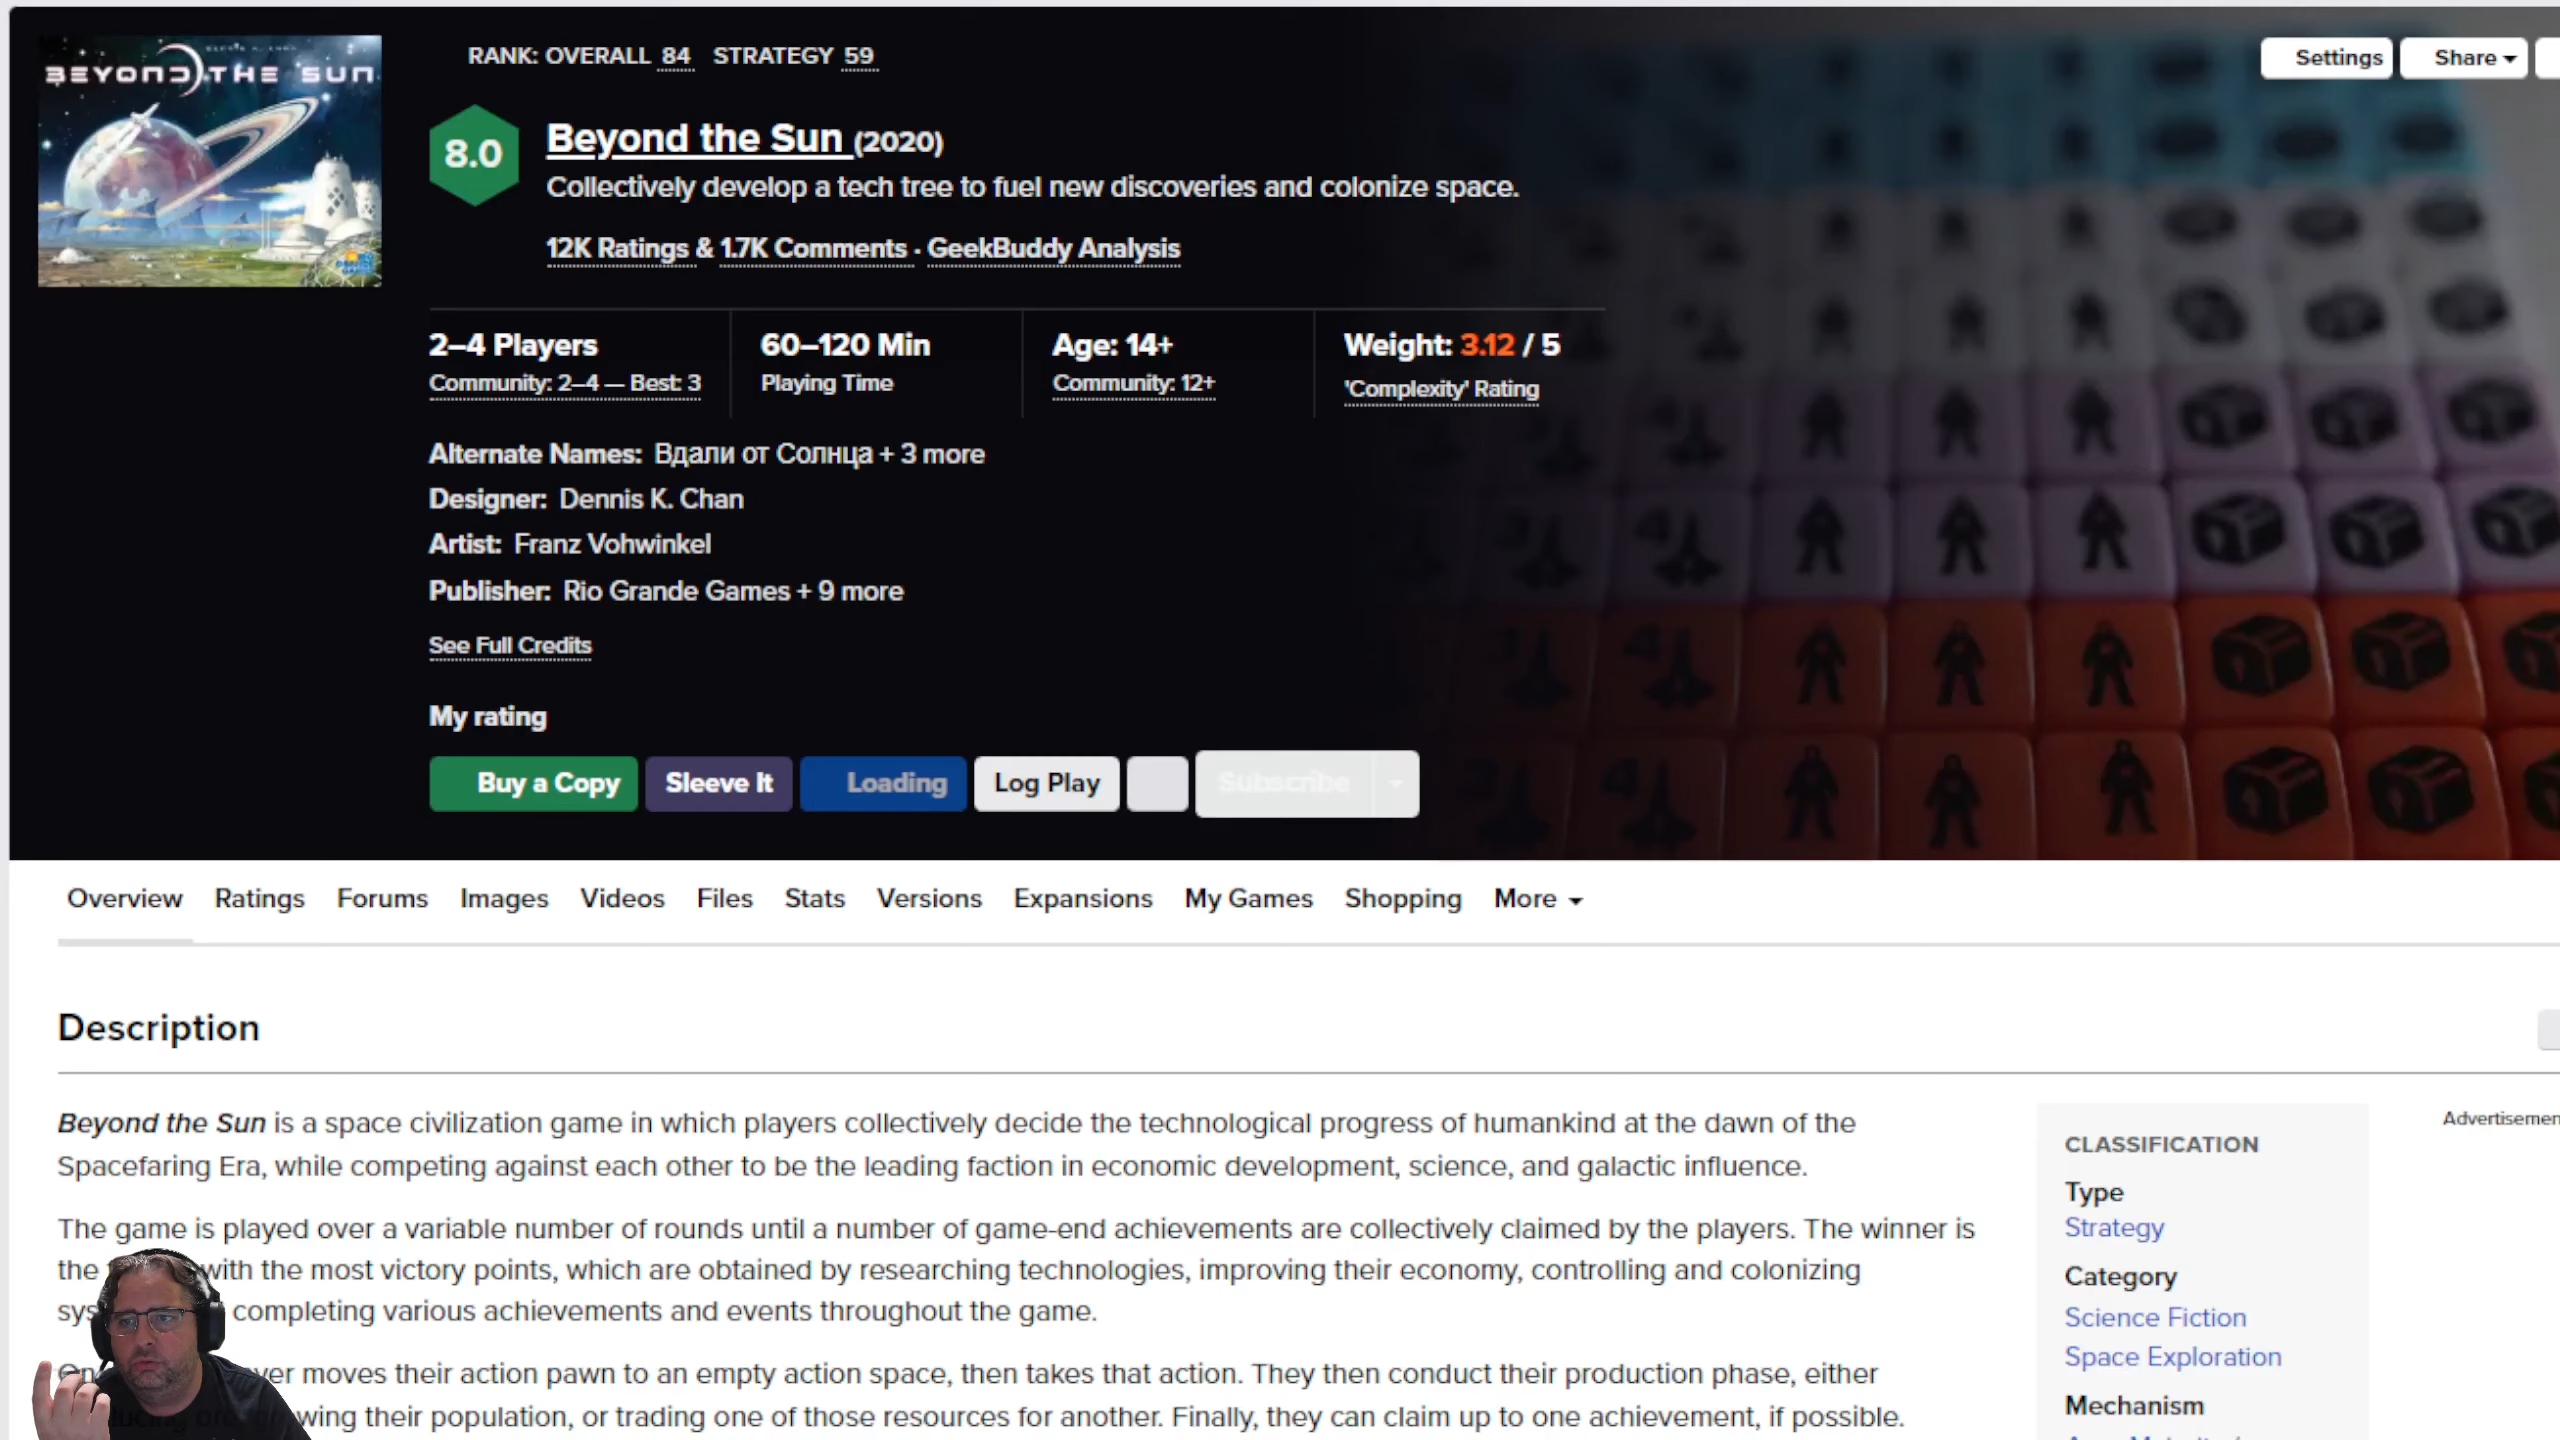 BEYOND THE SUN
RANK: OVERALL 84 STRATEGY 59
Settings
Share
8.0
Beyond the Sun (2020)
Collectively develop a tech tree to fuel new discoveries and colonize space.
12K Ratings & 1.7K Comments · GeekBuddy Analysis
2–4 Players
Community: 2–4 — Best: 3
60–120 Min
Playing Time
Age: 14+
Community: 12+
Weight: 3.12 / 5
'Complexity' Rating
Alternate Names: Вдали от Солнца + 3 more
Designer: Dennis K. Chan
Artist: Franz Vohwinkel
Publisher: Rio Grande Games + 9 more
See Full Credits
My rating
Buy a Copy
Sleeve It
Loading
Log Play
Subscribe
Overview Ratings Forums Images Videos Files Stats Versions Expansions My Games Shopping More
Description
Beyond the Sun is a space civilization game in which players collectively decide the technological progress of humankind at the dawn of the
Spacefaring Era, while competing against each other to be the leading faction in economic development, science, and galactic influence.
The game is played over a variable number of rounds until a number of game-end achievements are collectively claimed by the players. The winner is
the with the most victory points, which are obtained by researching technologies, improving their economy, controlling and colonizing
completing various achievements and events throughout the game.
moves their action pawn to an empty action space, then takes that action. They then conduct their production phase, either
their population, or trading one of those resources for another. Finally, they can claim up to one achievement, if possible.
CLASSIFICATION
Type
Strategy
Category
Science Fiction
Space Exploration
Mechanism